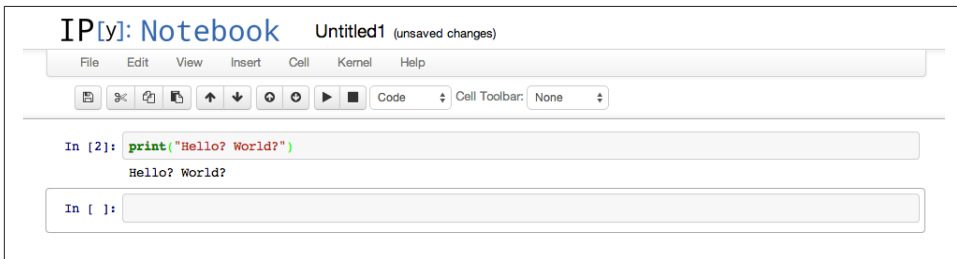 IP[y]: Notebook Untitled1 (unsaved changes)
File Edit View Insert Cell Kernel Help
Code Cell Toolbar: None
In [2]: print("Hello? World?")
Hello? World?
In [ ]: